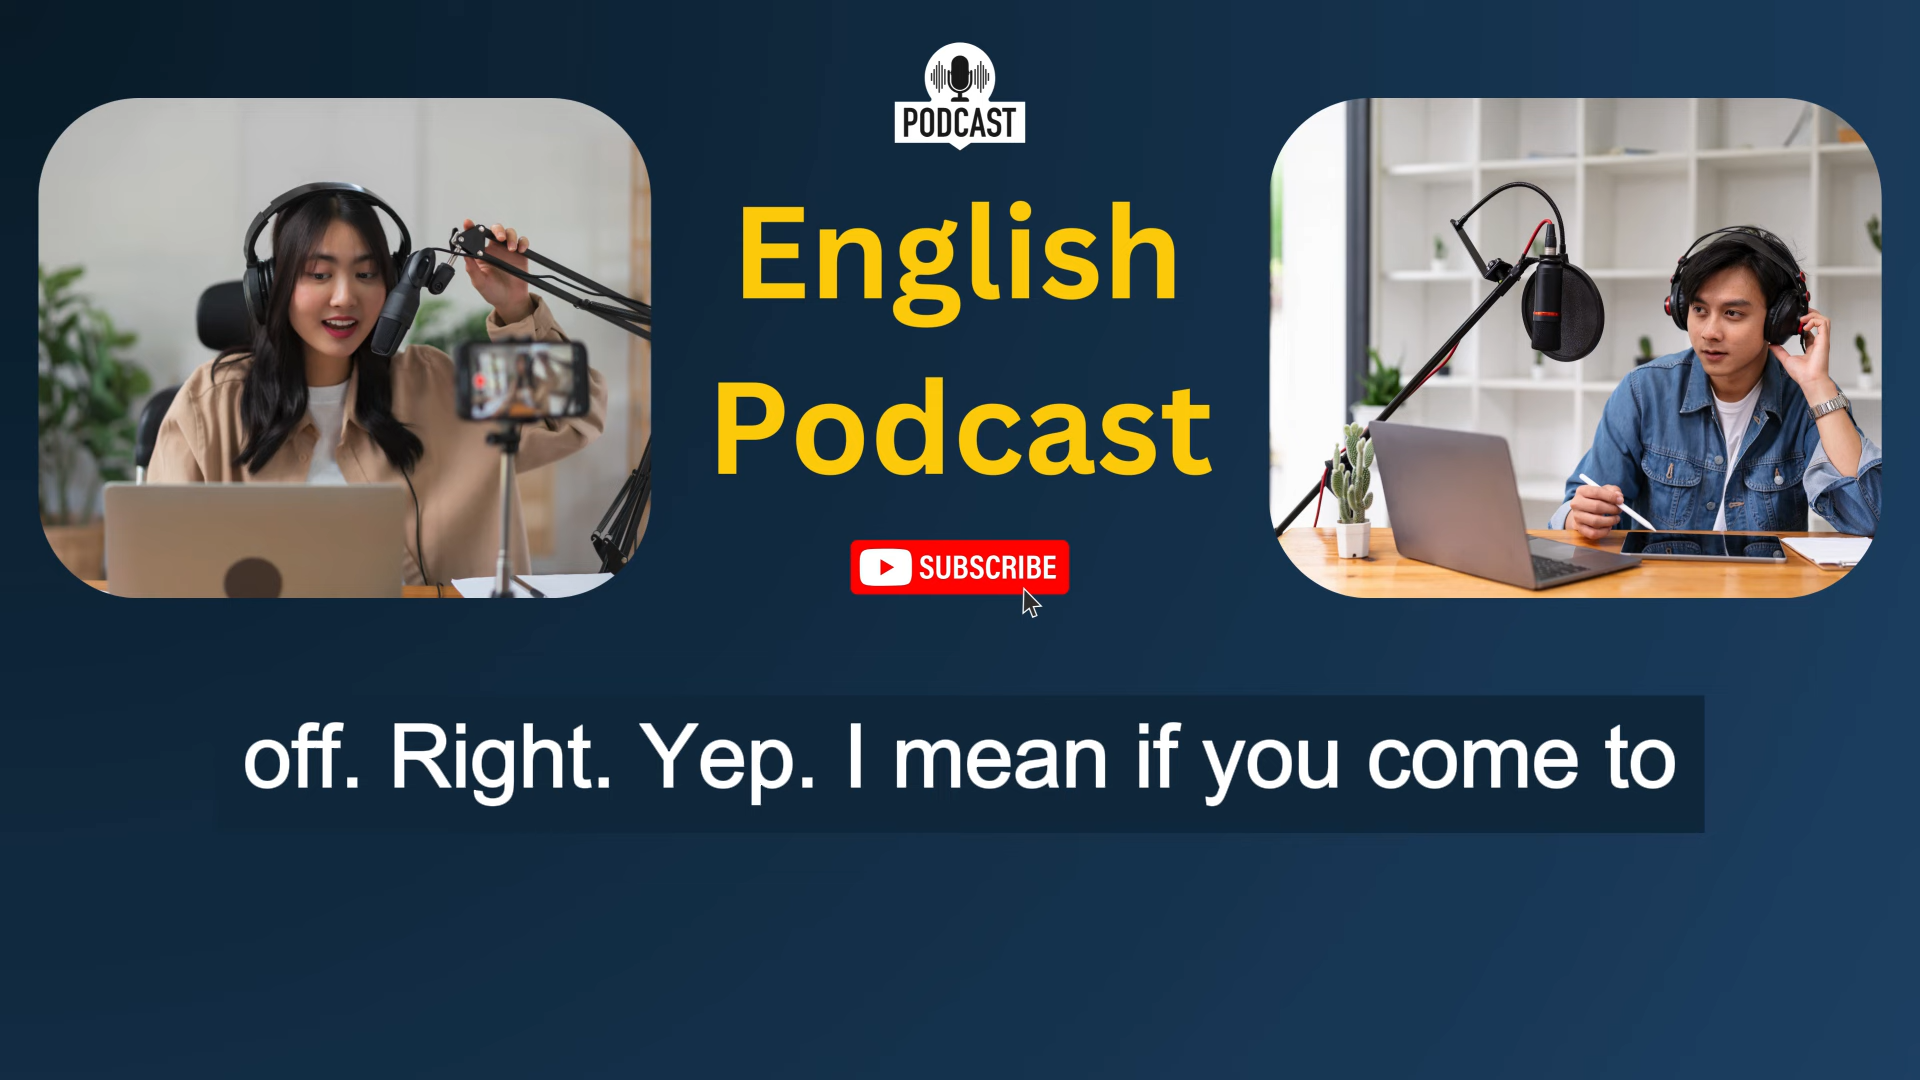 PODCAST
English
Podcast
SUBSCRIBE
off. Right. Yep. I mean if you come to